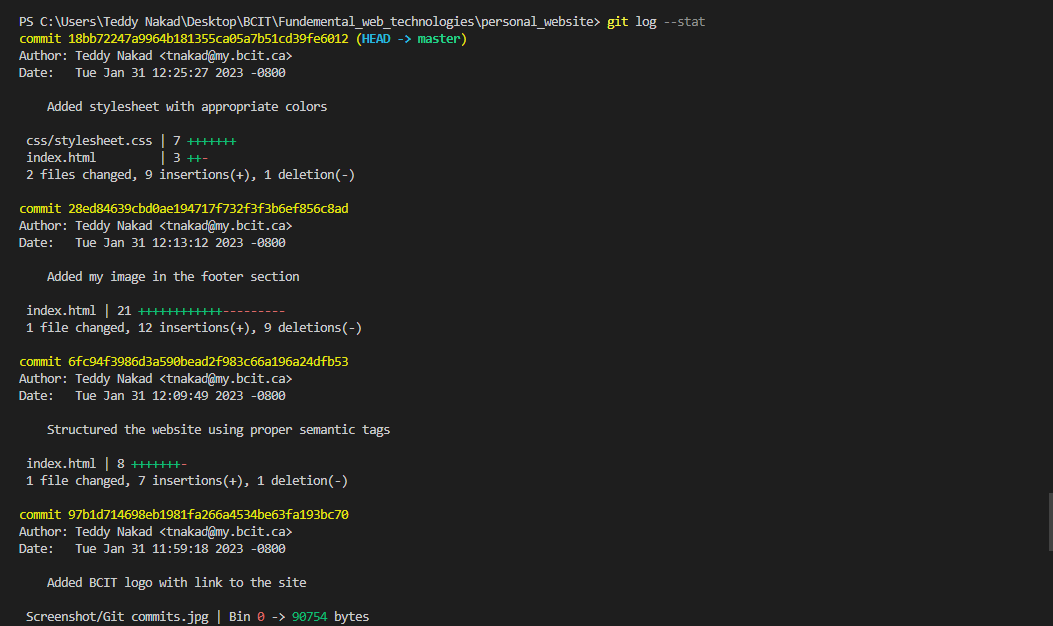 PS C:\Users\Teddy Nakad\Desktop\BCIT\Fundemental_web_technologies\personal_website> git log --stat
commit 18bb72247a9964b181355ca05a7b51cd39fe6012 (HEAD -> master)
Author: Teddy Nakad <tnakad@my.bcit.ca>
Date:   Tue Jan 31 12:25:27 2023 -0800
Added stylesheet with appropriate colors
css/stylesheet.css | 7 +++++++
index.html         | 3 ++-
2 files changed, 9 insertions(+), 1 deletion(-)
commit 28ed84639cbd0ae194717f732f3f3b6ef856c8ad
Author: Teddy Nakad <tnakad@my.bcit.ca>
Date:   Tue Jan 31 12:13:12 2023 -0800
Added my image in the footer section
index.html | 21 ++++++++++++---------
1 file changed, 12 insertions(+), 9 deletions(-)
commit 6fc94f3986d3a590bead2f983c66a196a24dfb53
Author: Teddy Nakad <tnakad@my.bcit.ca>
Date:   Tue Jan 31 12:09:49 2023 -0800
Structured the website using proper semantic tags
index.html | 8 +++++++-
1 file changed, 7 insertions(+), 1 deletion(-)
commit 97b1d714698eb1981fa266a4534be63fa193bc70
Author: Teddy Nakad <tnakad@my.bcit.ca>
Date:   Tue Jan 31 11:59:18 2023 -0800
Added BCIT logo with link to the site
Screenshot/Git commits.jpg | Bin 0 -> 90754 bytes